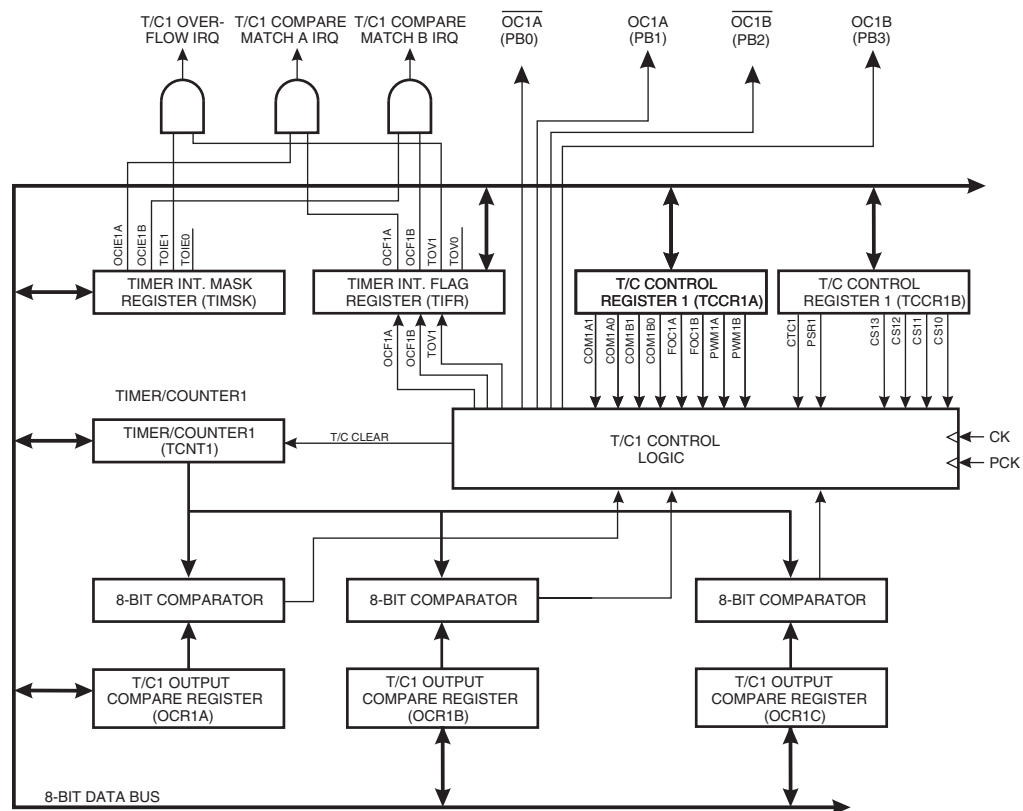 T/C1 OVER-
FLOW IRQ
T/C1 COMPARE
MATCH A IRQ
T/C1 COMPARE
MATCH B IRQ
OC1A
(PB0)
OC1A
(PB1)
OC1B
(PB2)
OC1B
(PB3)
OCIE1A
OCIE1B
TOIE1
TOIE0
OCF1A
OCF1B
TOV1
TOV0
TIMER INT. MASK
REGISTER (TIMSK)
TIMER INT. FLAG
REGISTER (TIFR)
T/C CONTROL
REGISTER 1 (TCCR1A)
T/C CONTROL
REGISTER 1 (TCCR1B)
OCF1A
OCF1B
TOV1
COM1A1
COM1A0
COM1B1
COM1B0
FOC1A
FOC1B
PWM1A
PWM1B
CTC1
PSR1
CS13
CS12
CS11
CS10
TIMER/COUNTER1
TIMER/COUNTER1
(TCNT1)
T/C CLEAR
T/C1 CONTROL
LOGIC
CK
PCK
8-BIT COMPARATOR
8-BIT COMPARATOR
8-BIT COMPARATOR
T/C1 OUTPUT
COMPARE REGISTER
(OCR1A)
T/C1 OUTPUT
COMPARE REGISTER
(OCR1B)
T/C1 OUTPUT
COMPARE REGISTER
(OCR1C)
8-BIT DATA BUS